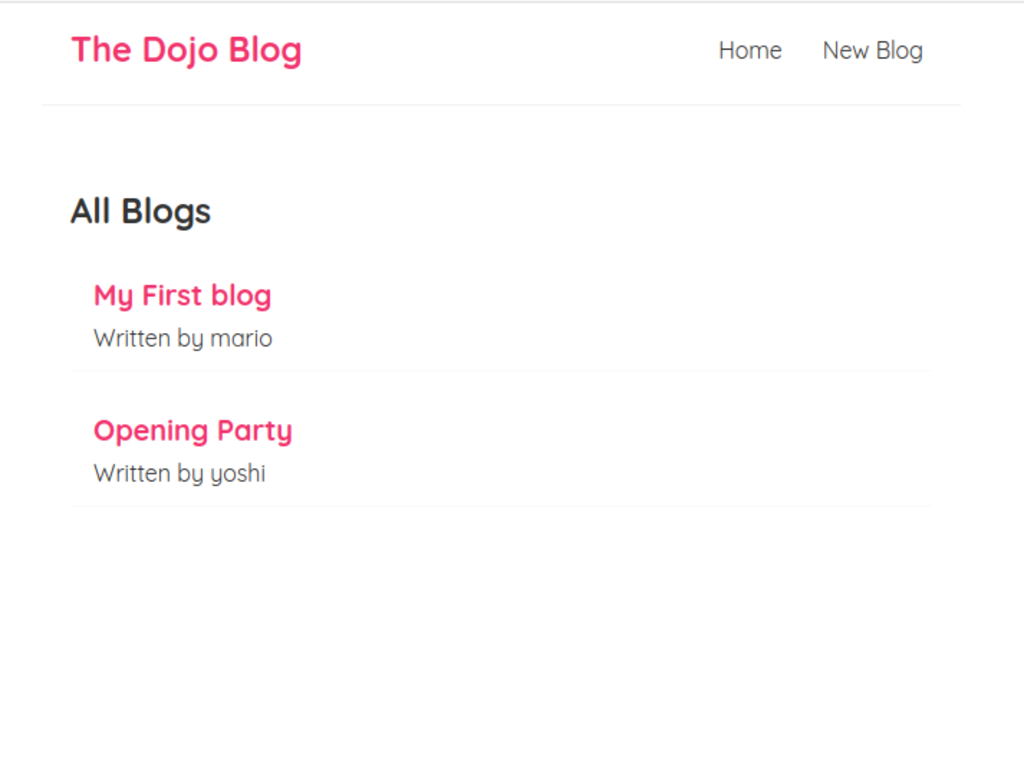 The Dojo Blog
Home
New Blog
All Blogs
My First blog
Written by mario
Opening Party
Written by yoshi